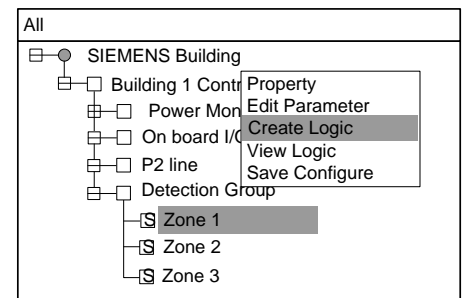 All
SIEMENS Building
Building 1 Contr
Property
Power Mon
Edit Parameter
Create Logic
On board I/
View Logic
P2 line
Save Configure
Detection Group
S Zone 1
S Zone 2
S Zone 3